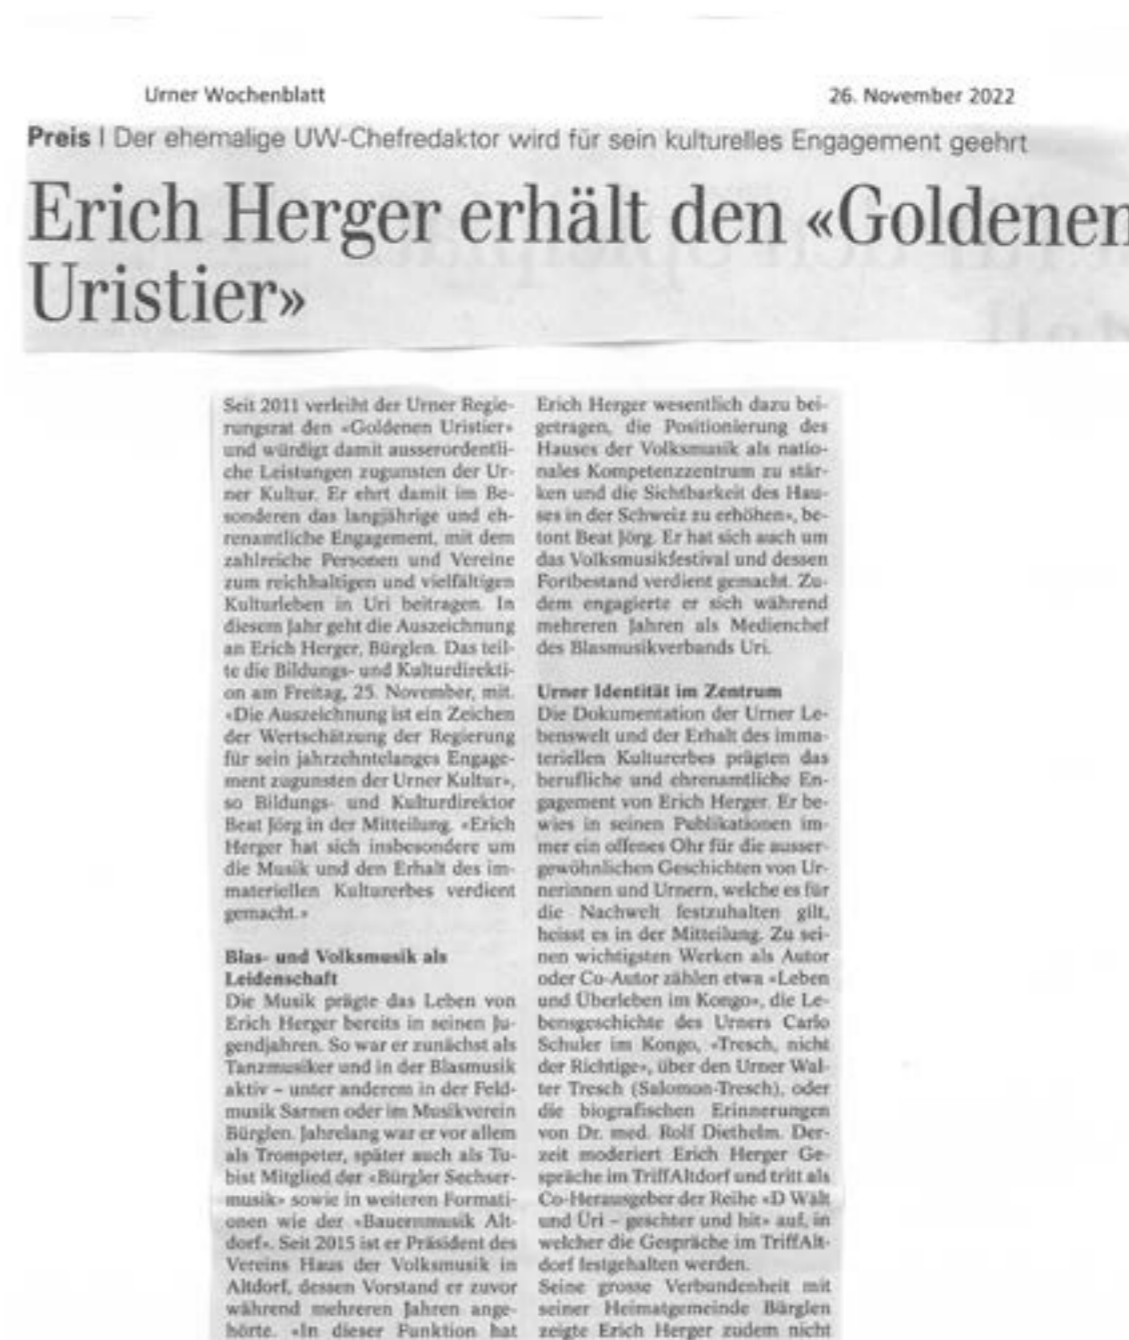 Urner Wochenblatt
26. November 2022
Preis | Der ehemalige UW-Chefredaktor wird für sein kulturelles Engagement geehrt
Erich Herger erhält den «Goldenen
Uristier»
Seit 2011 verleiht der Urner Regie-
rungsrat den «Goldenen Uristier»
und würdigt damit ausserordentli-
che Leistungen zugunsten der Ur-
ner Kultur. Er ehrt damit im Be-
sonderen das langjährige und eh-
renamtliche Engagement, mit dem
zahlreiche Personen und Vereine
zum reichhaltigen und vielfältigen
Kulturleben in Uri beitragen. In
diesem Jahr geht die Auszeichnung
an Erich Herger, Bürglen. Das teil-
te die Bildungs- und Kulturdirekti-
on am Freitag, 25. November, mit.
«Die Auszeichnung ist ein Zeichen
der Wertschätzung der Regierung
für sein jahrzehntelanges Engage-
ment zugunsten der Urner Kultur»,
so Bildungs- und Kulturdirektor
Beat Jörg in der Mitteilung. «Erich
Herger hat sich insbesondere um
die Musik und den Erhalt des im-
materiellen Kulturerbes verdient
gemacht.»
Blas- und Volksmusik als
Leidenschaft
Die Musik prägte das Leben von
Erich Herger bereits in seinen Ju-
gendjahren. So war er zunächst als
Tanzmusiker und in der Blasmusik
aktiv – unter anderem in der Feld-
musik Sarnen oder im Musikverein
Bürglen. Jahrelang war er vor allem
als Trompeter, später auch als Tu-
bist Mitglied der «Bürgler Sechser-
musik» sowie in weiteren Formati-
onen wie der «Bauernmusik Alt-
dorf». Seit 2015 ist er Präsident des
Vereins Haus der Volksmusik in
Altdorf, dessen Vorstand er zuvor
während mehreren Jahren ange-
hörte. «In dieser Funktion hat
Erich Herger wesentlich dazu bei-
getragen, die Positionierung des
Hauses der Volksmusik als natio-
nales Kompetenzzentrum zu stär-
ken und die Sichtbarkeit des Hau-
ses in der Schweiz zu erhöhen», be-
tont Beat Jörg. Er hat sich auch um
das Volksmusikfestival und dessen
Fortbestand verdient gemacht. Zu-
dem engagierte er sich während
mehreren Jahren als Medienchef
des Blasmusikverbands Uri.
Urner Identität im Zentrum
Die Dokumentation der Urner Le-
benswelt und der Erhalt des imma-
teriellen Kulturerbes prägten das
berufliche und ehrenamtliche En-
gagement von Erich Herger. Er be-
wies in seinen Publikationen im-
mer ein offenes Ohr für die ausser-
gewöhnlichen Geschichten von Ur-
nerinnen und Urnern, welche es für
die Nachwelt festzuhalten gilt,
heisst es in der Mitteilung. Zu sei-
nen wichtigsten Werken als Autor
oder Co-Autor zählen etwa «Leben
und Überleben im Kongo», die Le-
bensgeschichte des Urners Carlo
Schuler im Kongo, «Tresch, nicht
der Richtige», über den Urner Wal-
ter Tresch (Salomon-Tresch), oder
die biografischen Erinnerungen
von Dr. med. Rolf Diethelm. Der-
zeit moderiert Erich Herger Ge-
spräche im TriffAltdorf und tritt als
Co-Herausgeber der Reihe «D Wält
und Üri – geschter und hit» auf, in
welcher die Gespräche im TriffAlt-
dorf festgehalten werden.
Seine grosse Verbundenheit mit
seiner Heimatgemeinde Bürglen
zeigte Erich Herger zudem nicht